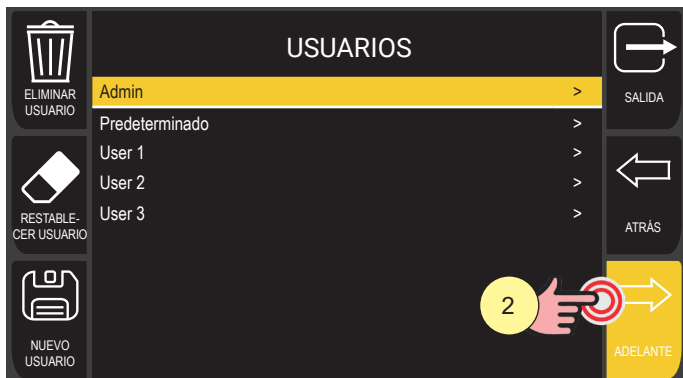 USUARIOS
ELIMINAR
USUARIO
RESTABLE-
CER USUARIO
NUEVO
USUARIO
Admin >
Predeterminado >
User 1 >
User 2 >
User 3 >
2
SALIDA
ATRÁS
ADELANTE